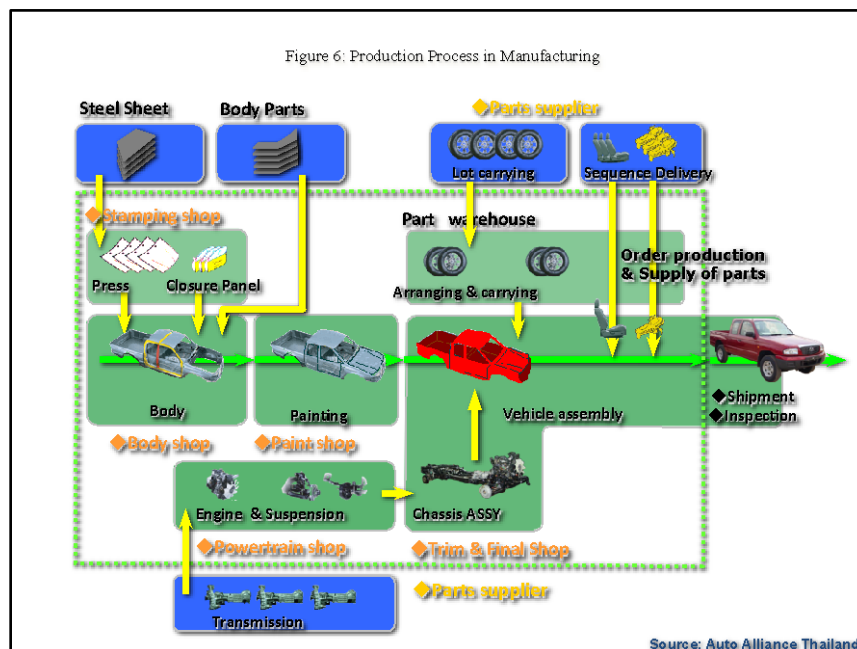 Figure 6: Production Process in Manufacturing
Steel Sheet
Body Parts
◆Parts supplier
Lot carrying
Sequence Delivery
◆Stamping shop
Part warehouse
Press
Closure Panel
Arranging & carrying
Order production
& Supply of parts
Body
Painting
Vehicle assembly
◆Shipment
◆Inspection
◆Body shop
◆Paint shop
Engine & Suspension
Chassis ASSY
◆Powertrain shop
◆Trim & Final Shop
Transmission
◆Parts supplier
Source: Auto Alliance Thailand